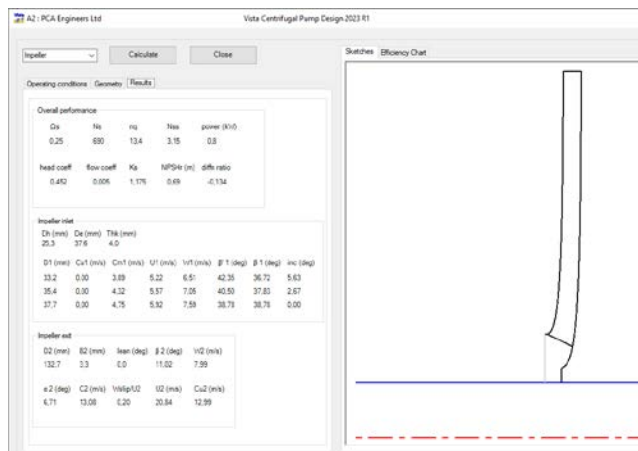 A2 : PCA Engineers Ltd Vista Centrifugal Pump Design 2023 R1
Impeller Calculate Close
Sketches Efficiency Chart
Operating conditions Geometry Results
Overall performance
Ωs Ns nq Nss power (kW)
0.25 690 13.4 3.15 0.8
head coeff flow coeff Ks NPSHr (m) diffn ratio
0.452 0.005 1.175 0.69 -0.134
Impeller inlet
Dh (mm) De (mm) Thk (mm)
25.3 37.6 4.0
D1 (mm) Cu1 (m/s) Cm1 (m/s) U1 (m/s) W1 (m/s) β' 1 (deg) β 1 (deg) inc (deg)
33.2 0.00 3.89 5.22 6.51 42.35 36.72 5.63
35.4 0.00 4.32 5.57 7.05 40.50 37.83 2.67
37.7 0.00 4.75 5.92 7.59 38.78 38.78 0.00
Impeller exit
D2 (mm) B2 (mm) lean (deg) β 2 (deg) W2 (m/s)
132.7 3.3 0.0 11.02 7.99
α 2 (deg) C2 (m/s) Wslip/U2 U2 (m/s) Cu2 (m/s)
6.71 13.08 0.20 20.84 12.99